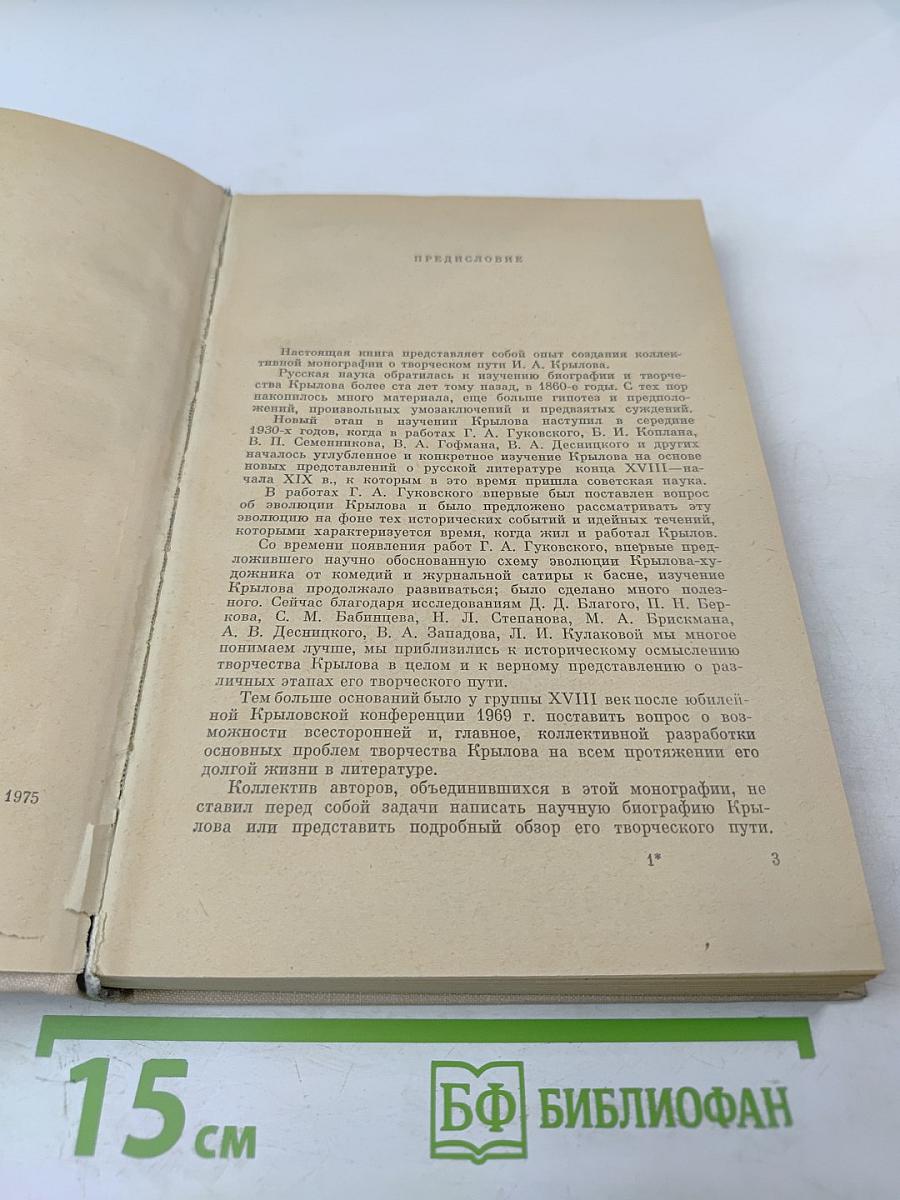 ПРЕДИСЛОВИЕ
Настоящая книга представляет собой опыт создания коллек-
тивной монографии о творческом пути И. А. Крылова.
Русская наука обратилась к изучению биографии и творче-
ства Крылова более ста лет тому назад, в 1860-е годы. С тех пор
накопилось много материала, еще больше гипотез и предполо-
жений, произвольных умозаключений и предвзятых суждений.
Новый этап в изучении Крылова наступил в середине
1930-х годов, когда в работах Г. А. Гуковского, Б. И. Коплана,
В. П. Семенникова, В. А. Гофмана, В. А. Десницкого и других
началось углубленное и конкретное изучение Крылова на основе
новых представлений о русской литературе конца XVIII—на-
чала XIX в., к которым в это время пришла советская наука.
В работах Г. А. Гуковского впервые был поставлен вопрос
об эволюции Крылова и было предложено рассматривать эту
эволюцию на фоне тех исторических событий и идейных течений,
которыми характеризуется время, когда жил и работал Крылов.
Со времени появления работ Г. А. Гуковского, впервые пред-
ложившего научно обоснованную схему эволюции Крылова-ху-
дожника от комедий и журнальной сатиры к басне, изучение
Крылова продолжало развиваться; было сделано много полез-
ного. Сейчас благодаря исследованиям Д. Д. Благого, П. Н. Бер-
кова, С. М. Бабинцева, Н. Л. Степанова, М. А. Брискмана,
А. В. Десницкого, В. А. Западова, Л. И. Кулаковой мы многое
понимаем лучше, мы приблизились к историческому осмыслению
творчества Крылова в целом и к верному представлению о раз-
личных этапах его творческого пути.
Тем больше оснований было у группы XVIII век после юбилей-
ной Крыловской конференции 1969 г. поставить вопрос о воз-
можности всесторонней и, главное, коллективной разработки
основных проблем творчества Крылова на всем протяжении его
долгой жизни в литературе.
Коллектив авторов, объединившихся в этой монографии, не
ставил перед собой задачи написать научную биографию Кры-
лова или представить подробный обзор его творческого пути.
1*
3
1975
15 см
БФ БИБЛИОФАН